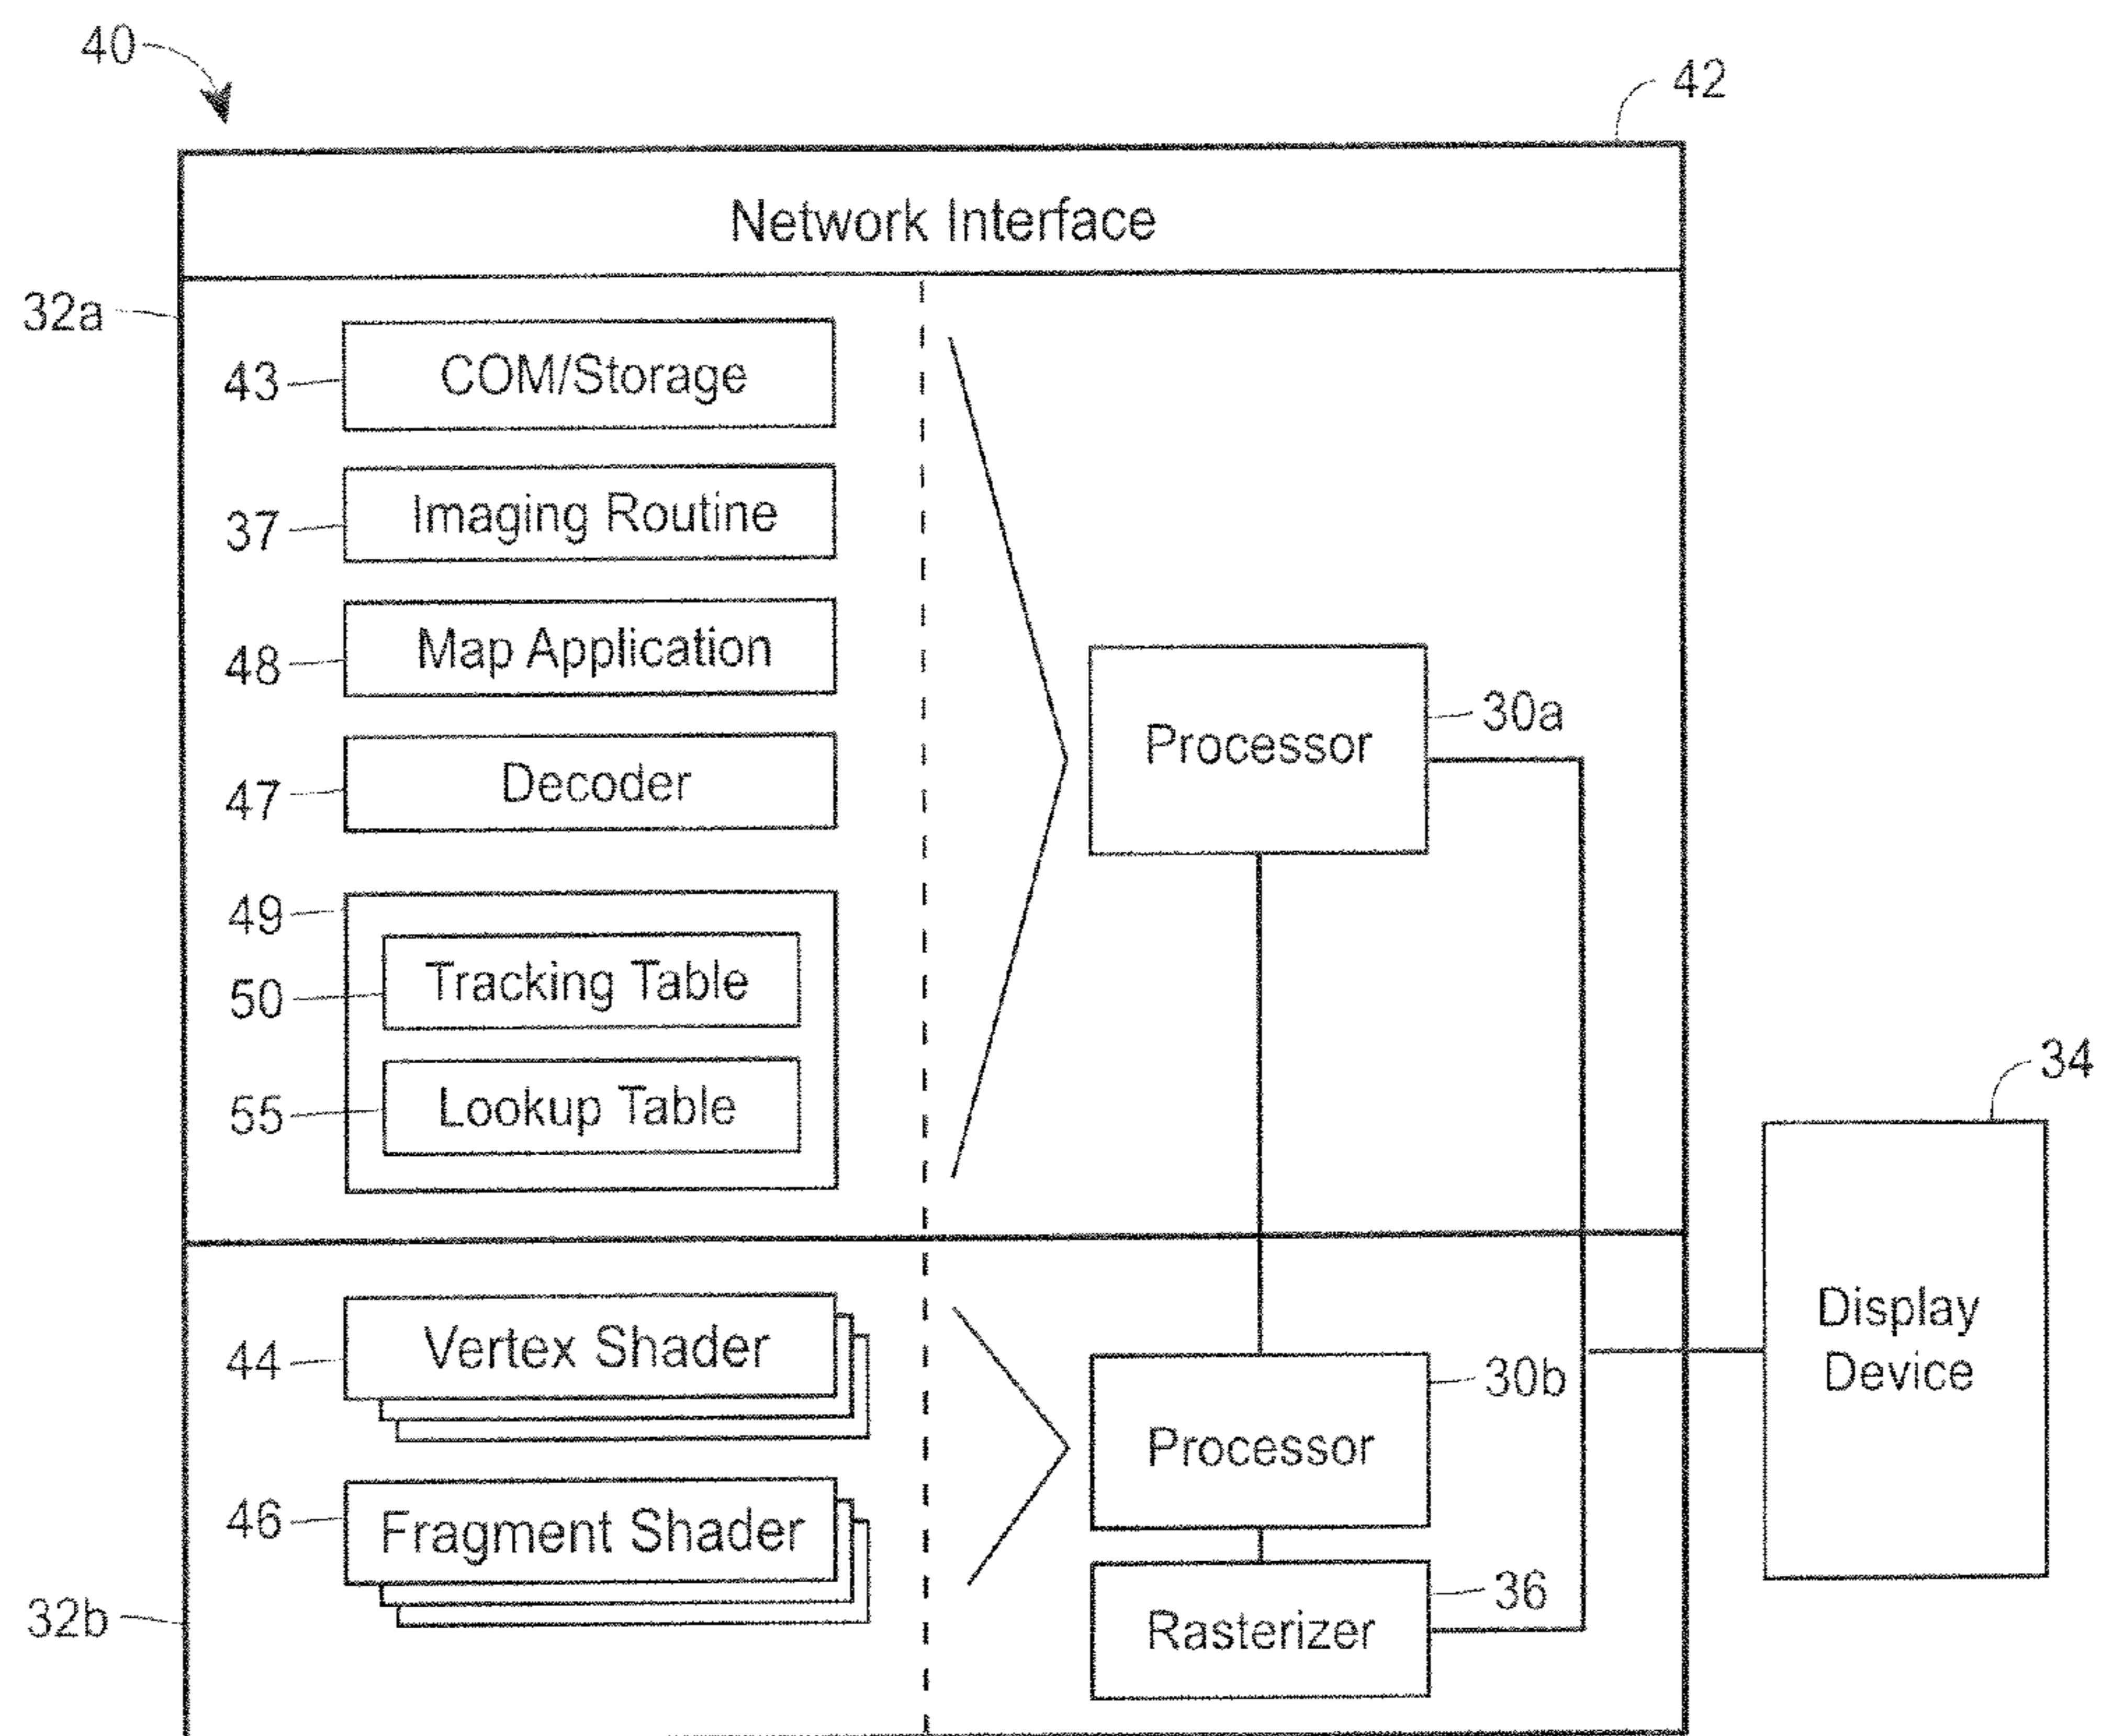 40
42
Network Interface
32a
43
COM/Storage
37
Imaging Routine
48
Map Application
47
Decoder
49
50
Tracking Table
55
Lookup Table
Processor
30a
34
Display
Device
44
Vertex Shader
46
Fragment Shader
32b
Processor
30b
Rasterizer
36